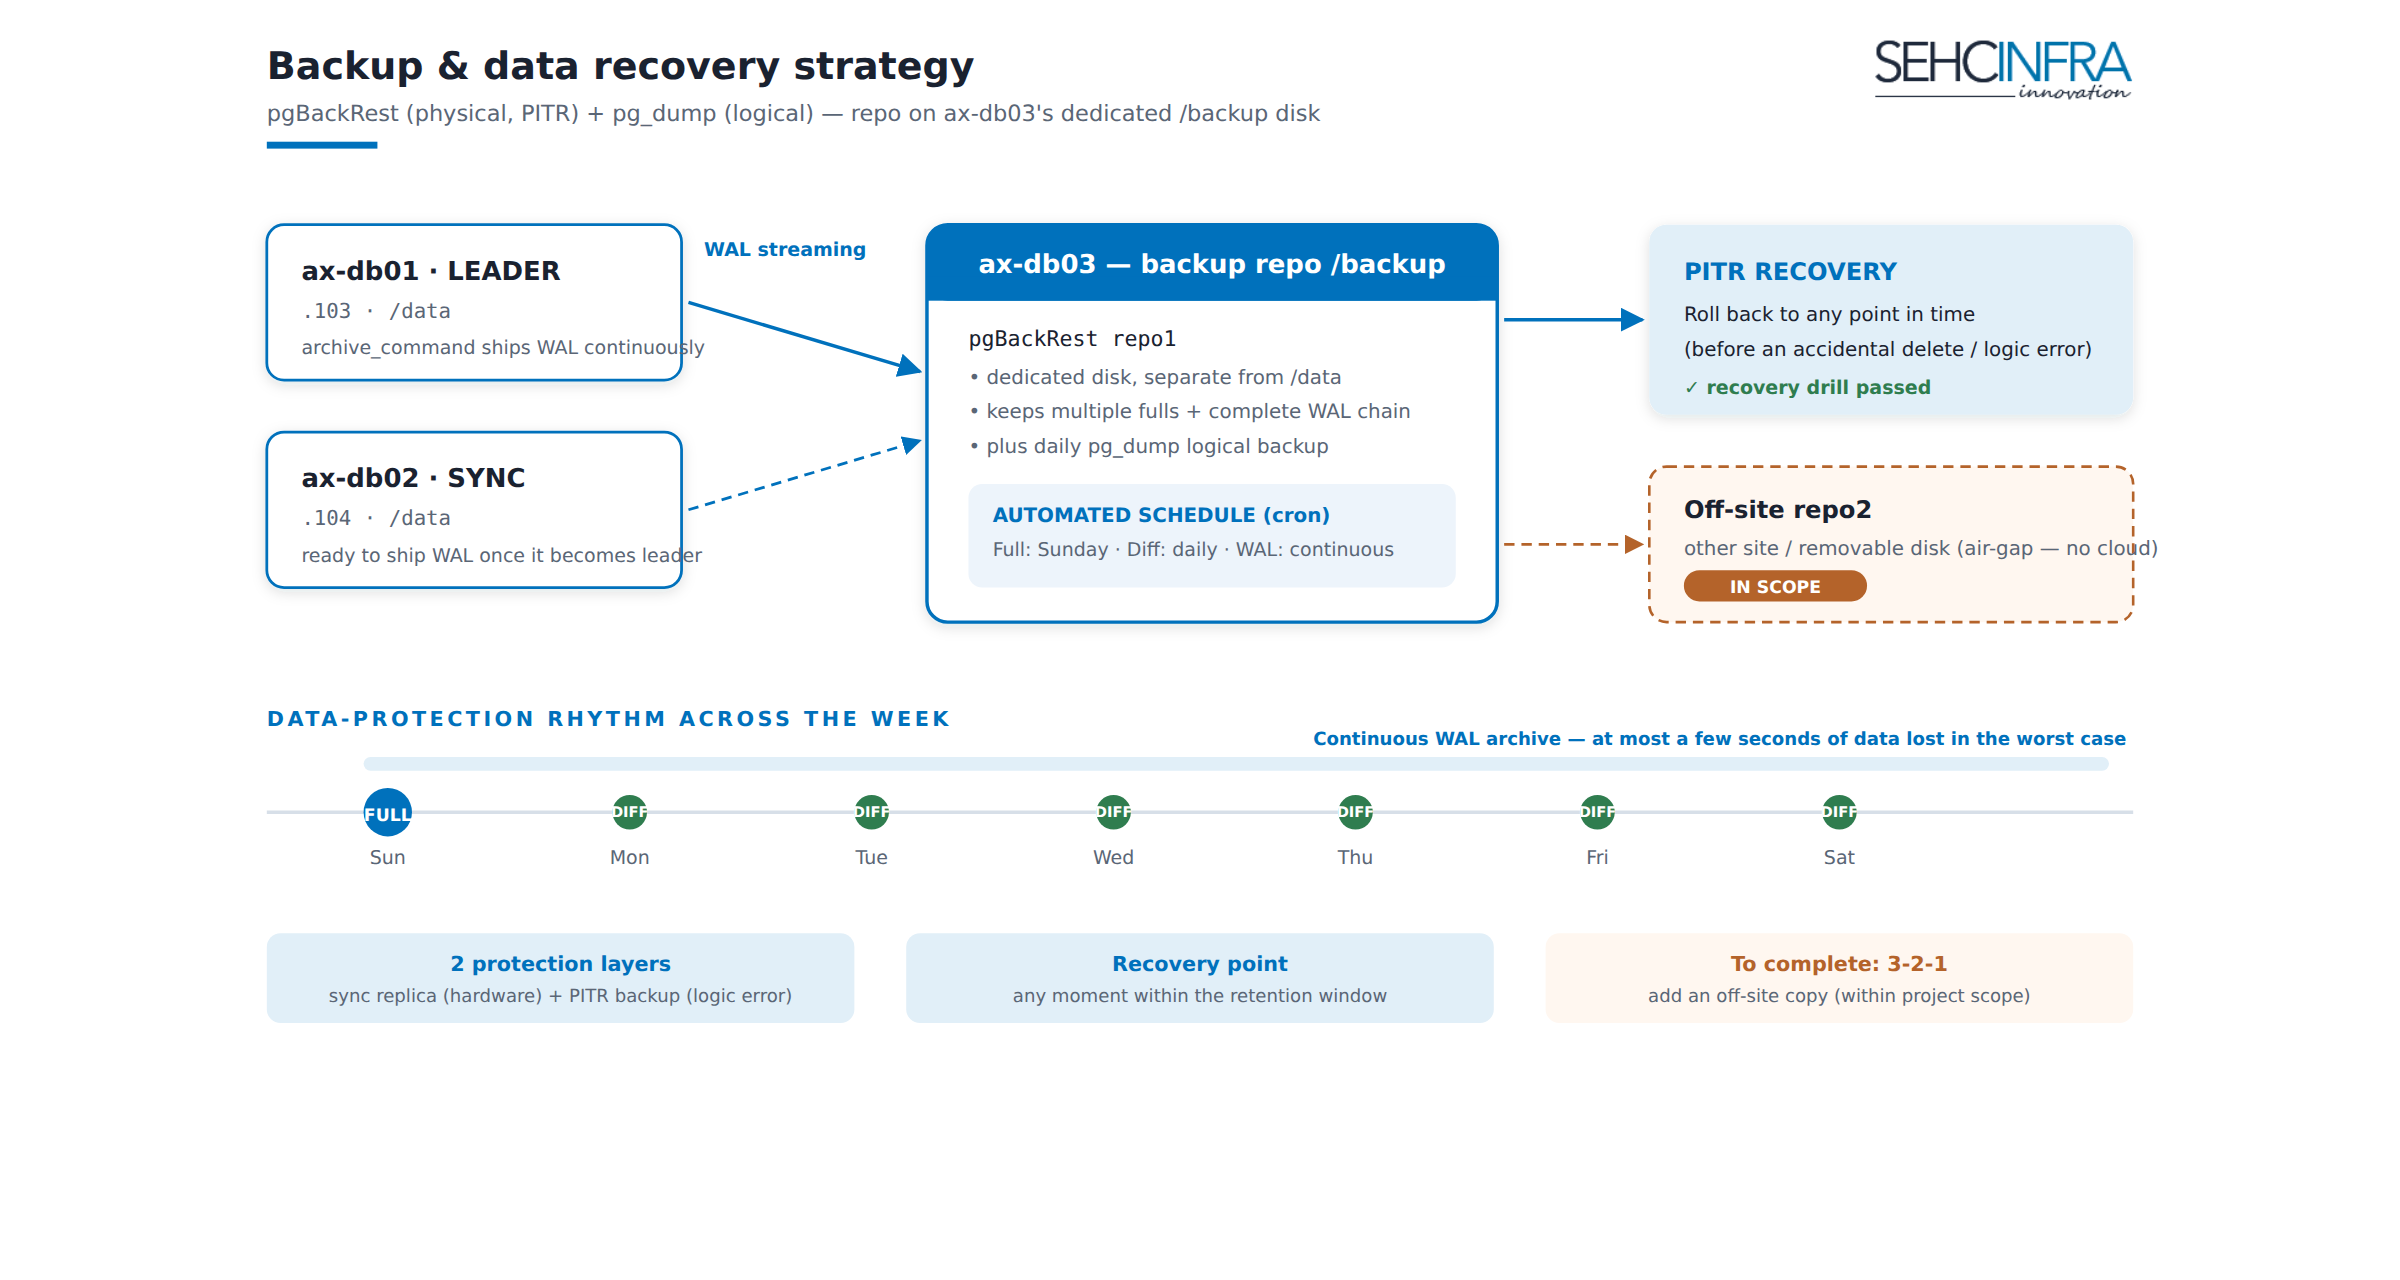 Backup & data recovery strategy
pgBackRest (physical, PITR) + pg_dump (logical) — repo on ax-db03's dedicated /backup disk
SEHCINFRA
innovation
ax-db01 · LEADER
.103 · /data
archive_command ships WAL continuously
WAL streaming
ax-db02 · SYNC
.104 · /data
ready to ship WAL once it becomes leader
ax-db03 — backup repo /backup
pgBackRest repo1
• dedicated disk, separate from /data
• keeps multiple fulls + complete WAL chain
• plus daily pg_dump logical backup
AUTOMATED SCHEDULE (cron)
Full: Sunday · Diff: daily · WAL: continuous
PITR RECOVERY
Roll back to any point in time
(before an accidental delete / logic error)
✓ recovery drill passed
Off-site repo2
other site / removable disk (air-gap — no cloud)
IN SCOPE
DATA-PROTECTION RHYTHM ACROSS THE WEEK
Continuous WAL archive — at most a few seconds of data lost in the worst case
FULL DIFF DIFF DIFF DIFF DIFF DIFF
Sun Mon Tue Wed Thu Fri Sat
2 protection layers
sync replica (hardware) + PITR backup (logic error)
Recovery point
any moment within the retention window
To complete: 3-2-1
add an off-site copy (within project scope)